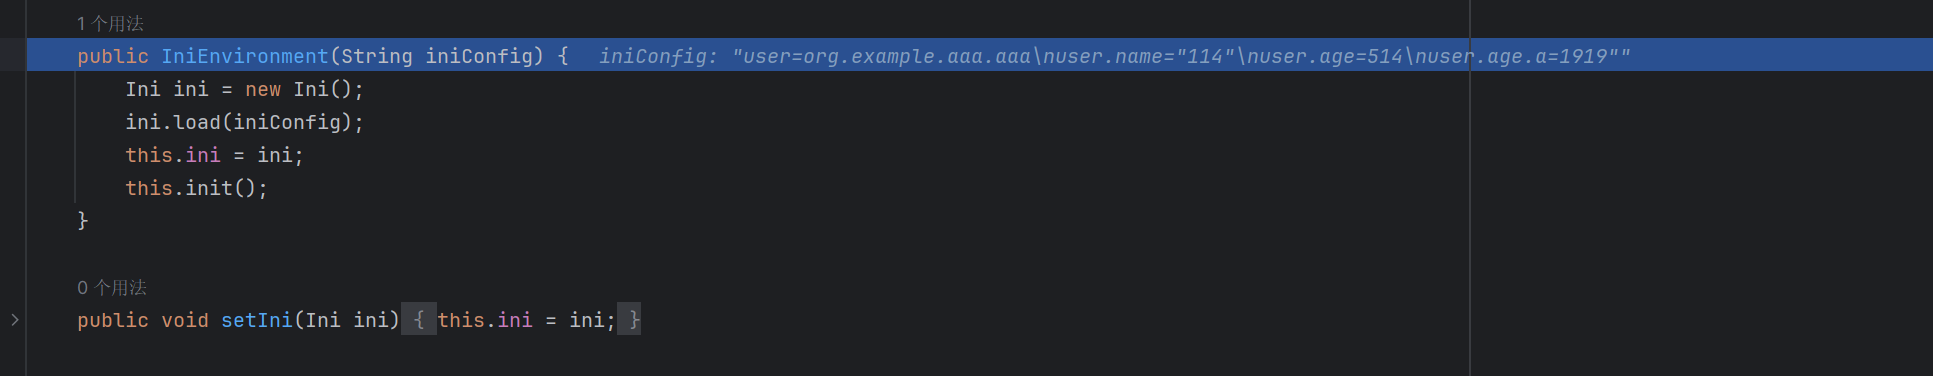 1 个用法
public IniEnvironment(String iniConfig) {  iniConfig: "user=org.example.aaa.aaa\nuser.name="114"\nuser.age=514\nuser.age.a=1919""
Ini ini = new Ini();
ini.load(iniConfig);
this.ini = ini;
this.init();
}
0 个用法
public void setIni(Ini ini) { this.ini = ini; }